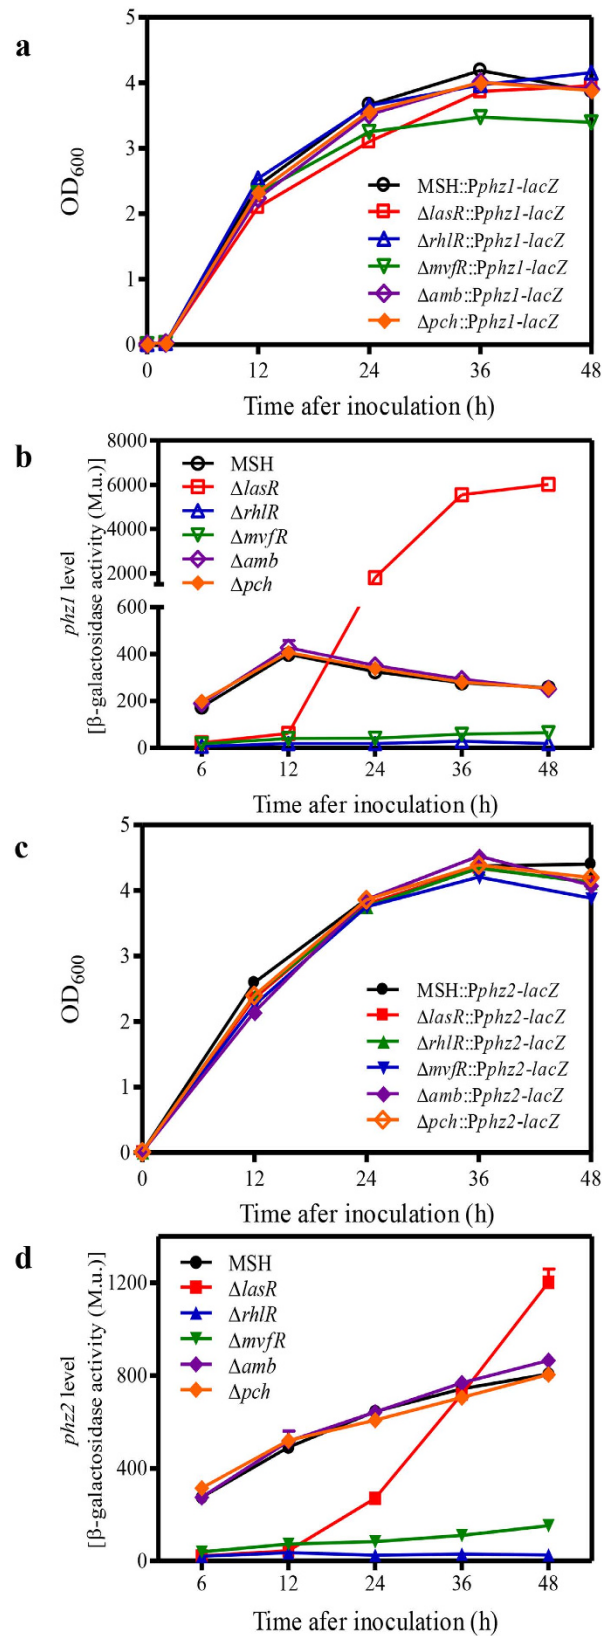 a
5
4
3
2
1
0
OD600
MSH::Pphz1-lacZ
ΔlasR::Pphz1-lacZ
ΔrhlR::Pphz1-lacZ
ΔmvfR::Pphz1-lacZ
Δamb::Pphz1-lacZ
Δpch::Pphz1-lacZ
0 12 24 36 48
Time afer inoculation (h)
b
8000
6000
4000
2000
600
400
200
0
phz1 level
[β-galactosidase activity (M.u.)]
MSH
ΔlasR
ΔrhlR
ΔmvfR
Δamb
Δpch
6 12 24 36 48
Time afer inoculation (h)
c
5
4
3
2
1
0
OD600
MSH::Pphz2-lacZ
ΔlasR::Pphz2-lacZ
ΔrhlR::Pphz2-lacZ
ΔmvfR::Pphz2-lacZ
Δamb::Pphz2-lacZ
Δpch::Pphz2-lacZ
0 12 24 36 48
Time afer inoculation (h)
d
1200
800
400
0
phz2 level
[β-galactosidase activity (M.u.)]
MSH
ΔlasR
ΔrhlR
ΔmvfR
Δamb
Δpch
6 12 24 36 48
Time afer inoculation (h)